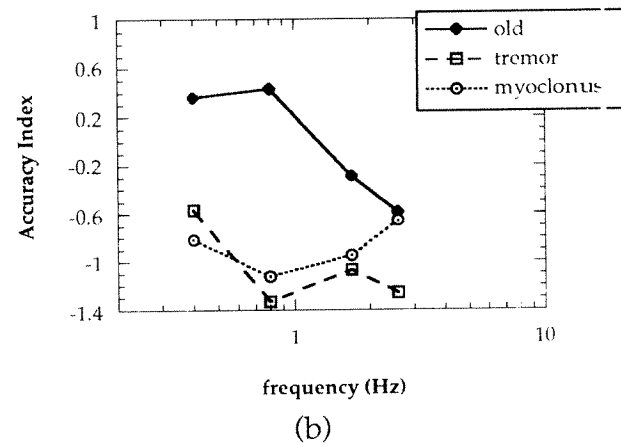 old
tremor
myoclonus
1
0.6
0.2
-0.2
-0.6
-1
-1.4
Accuracy Index
1
10
frequency (Hz)
(b)